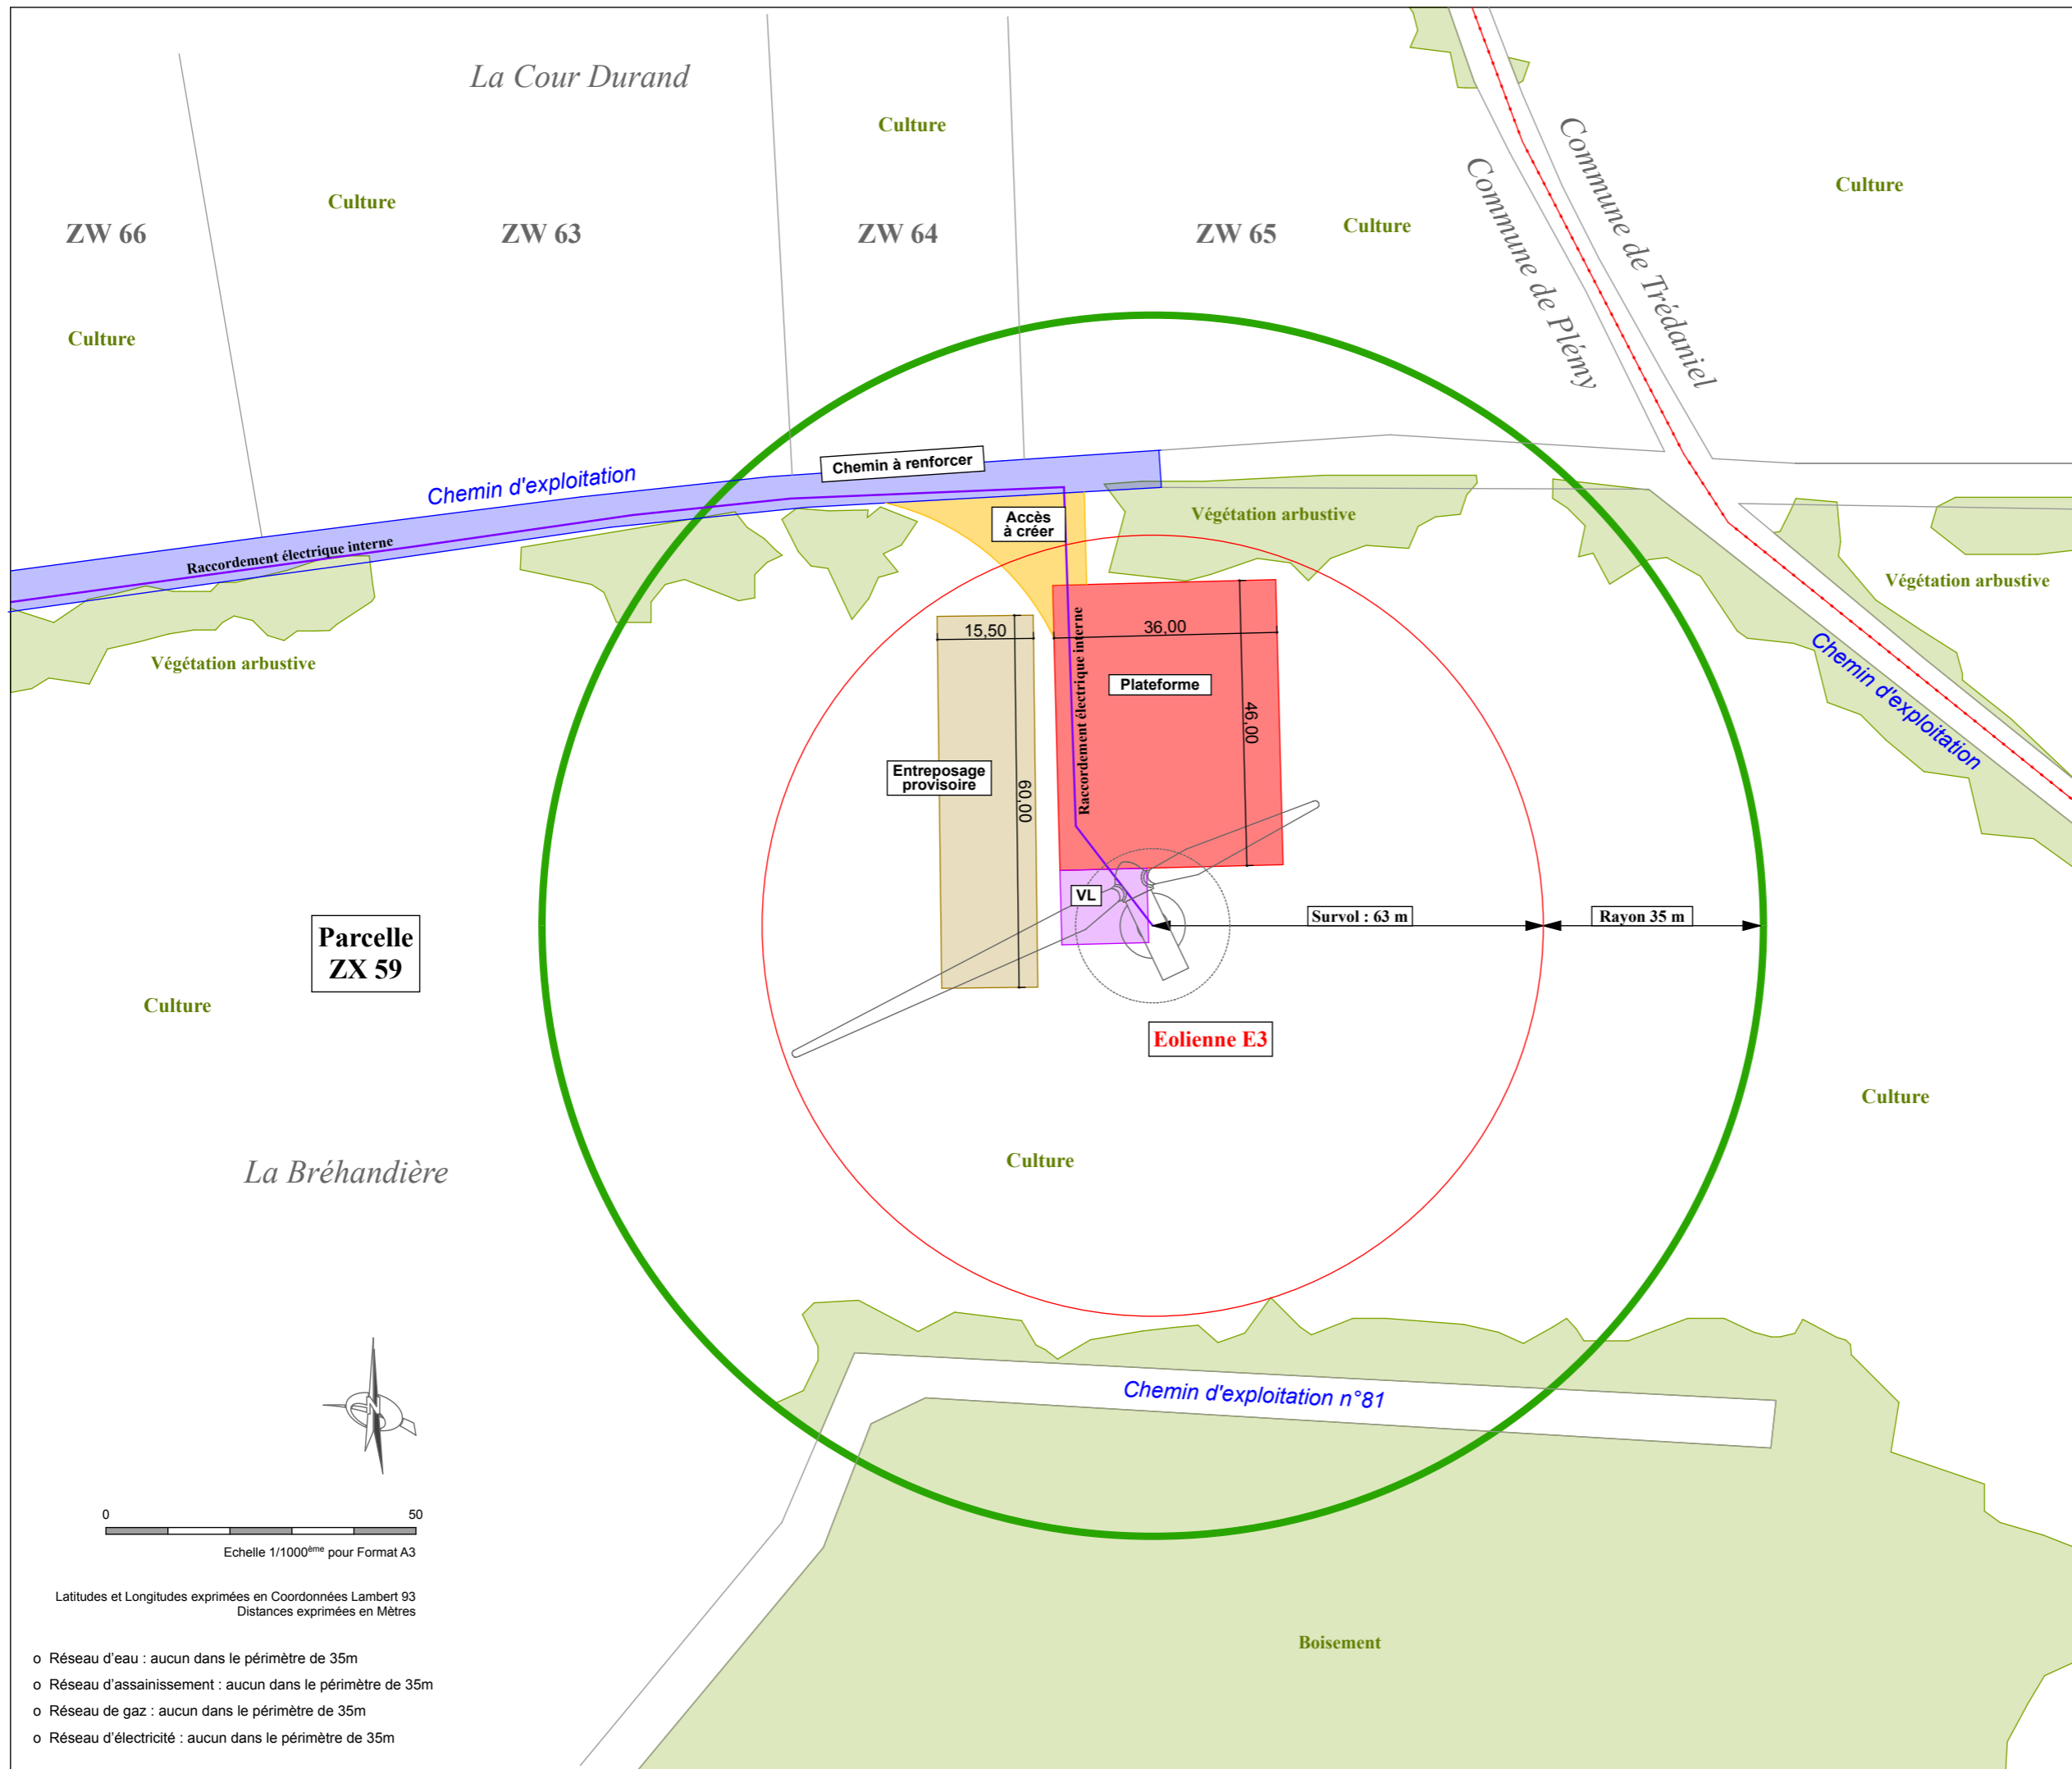 La Cour Durand
Culture
Culture
Culture
Culture
ZW 66
ZW 63
ZW 64
ZW 65
Commune de Trédaniel
Commune de Plémy
Culture
Chemin à renforcer
Chemin d'exploitation
Accès
à créer
Végétation arbustive
Raccordement électrique interne
Végétation arbustive
Végétation arbustive
15,50
36,00
Raccordement électrique interne
Chemin d'exploitation
Plateforme
46,00
Entreposage
provisoire
60,00
VL
Survol : 63 m
Rayon 35 m
Parcelle
ZX 59
Culture
Eolienne E3
Culture
Culture
La Bréhandière
Chemin d'exploitation n°81
N
0
50
Echelle 1/1000ème pour Format A3
Latitudes et Longitudes exprimées en Coordonnées Lambert 93
Distances exprimées en Mètres
Boisement
o Réseau d'eau : aucun dans le périmètre de 35m
o Réseau d'assainissement : aucun dans le périmètre de 35m
o Réseau de gaz : aucun dans le périmètre de 35m
o Réseau d'électricité : aucun dans le périmètre de 35m